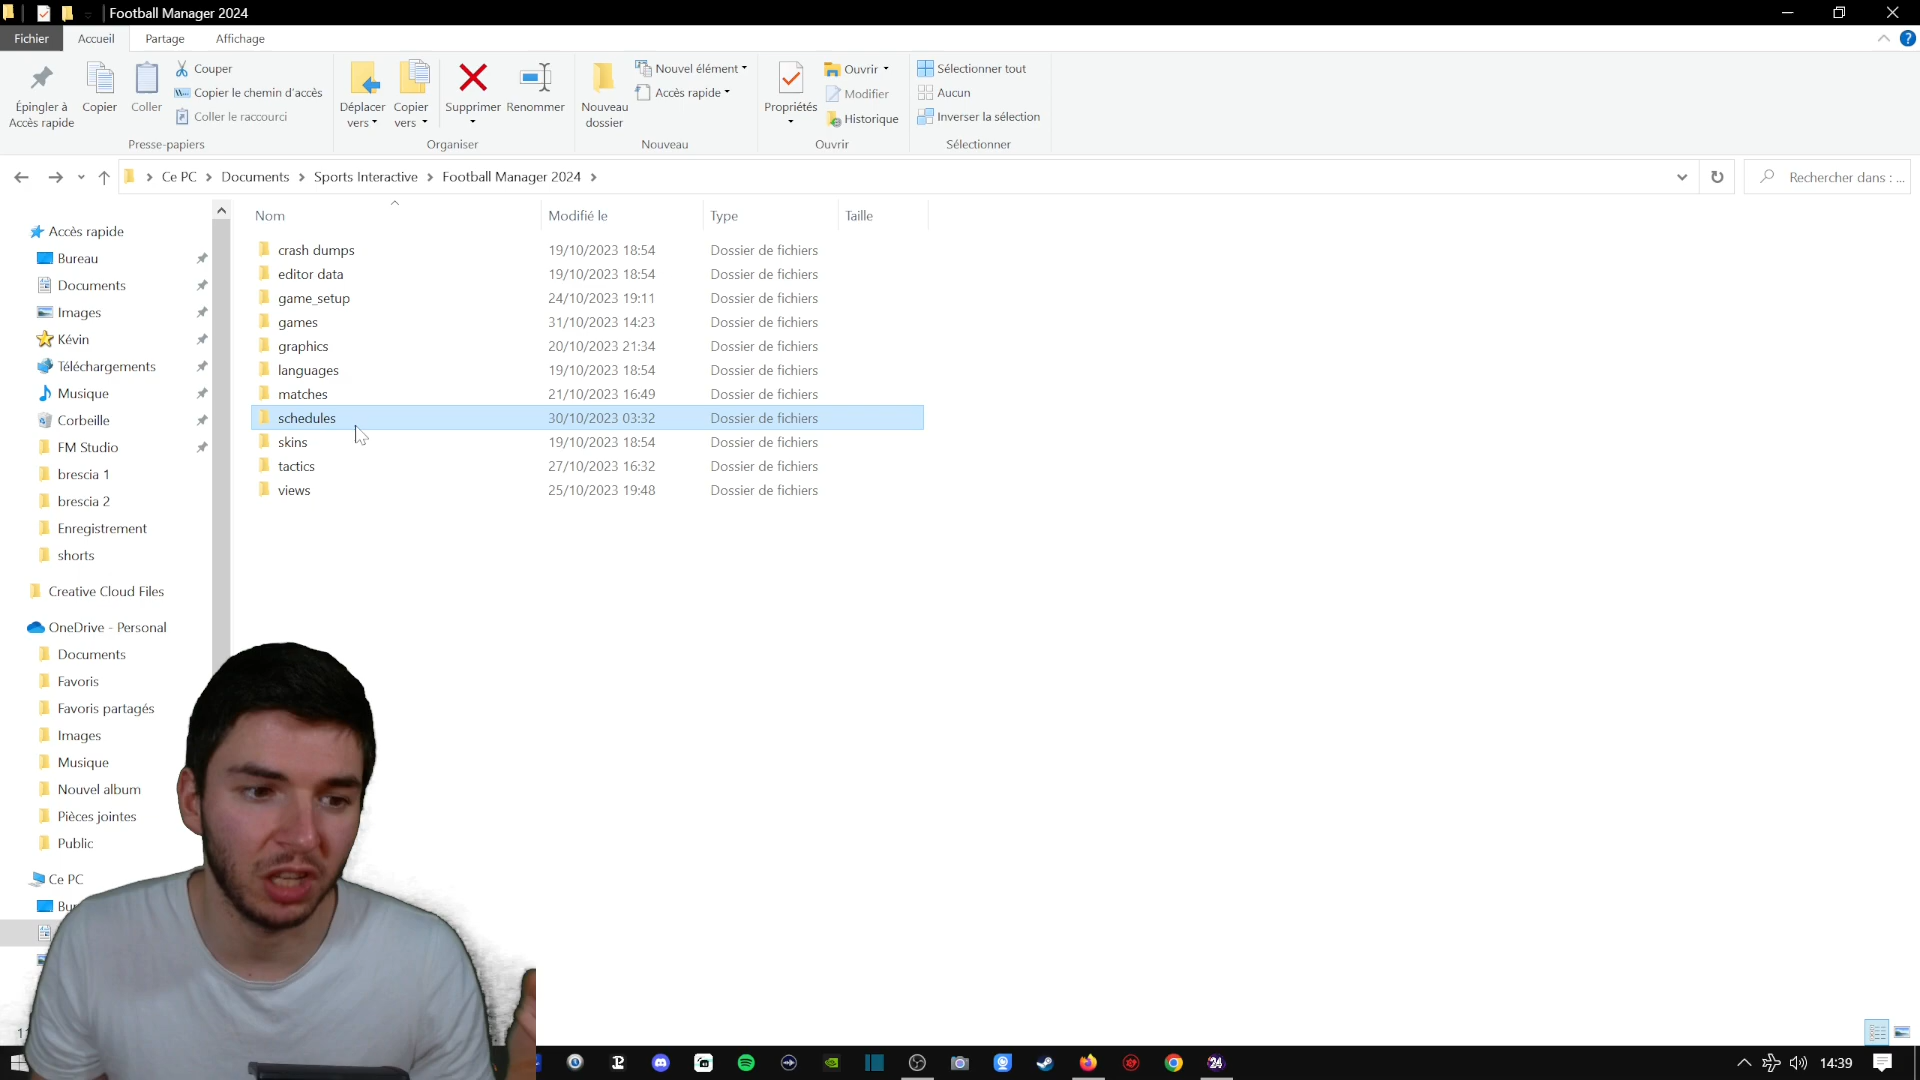 Football Manager 2024
Fichier Accueil Partage Affichage
Épingler à Accès rapide
Copier
Coller
Couper
Copier le chemin d'accès
Coller le raccourci
Presse-papiers
Déplacer vers
Copier vers
Supprimer
Renommer
Organiser
Nouveau dossier
Nouvel élément
Accès rapide
Nouveau
Propriétés
Ouvrir
Modifier
Historique
Ouvrir
Sélectionner tout
Aucun
Inverser la sélection
Sélectionner
Ce PC > Documents > Sports Interactive > Football Manager 2024 >
Rechercher dans : ...
Accès rapide
Bureau
Documents
Images
Kévin
Téléchargements
Musique
Corbeille
FM Studio
brescia 1
brescia 2
Enregistrement
shorts
Creative Cloud Files
OneDrive - Personal
Documents
Favoris
Favoris partagés
Images
Musique
Nouvel album
Pièces jointes
Public
Ce PC
Nom Modifié le Type Taille
crash dumps 19/10/2023 18:54 Dossier de fichiers
editor data 19/10/2023 18:54 Dossier de fichiers
game_setup 24/10/2023 19:11 Dossier de fichiers
games 31/10/2023 14:23 Dossier de fichiers
graphics 20/10/2023 21:34 Dossier de fichiers
languages 19/10/2023 18:54 Dossier de fichiers
matches 21/10/2023 16:49 Dossier de fichiers
schedules 30/10/2023 03:32 Dossier de fichiers
skins 19/10/2023 18:54 Dossier de fichiers
tactics 27/10/2023 16:32 Dossier de fichiers
views 25/10/2023 19:48 Dossier de fichiers
24
14:39